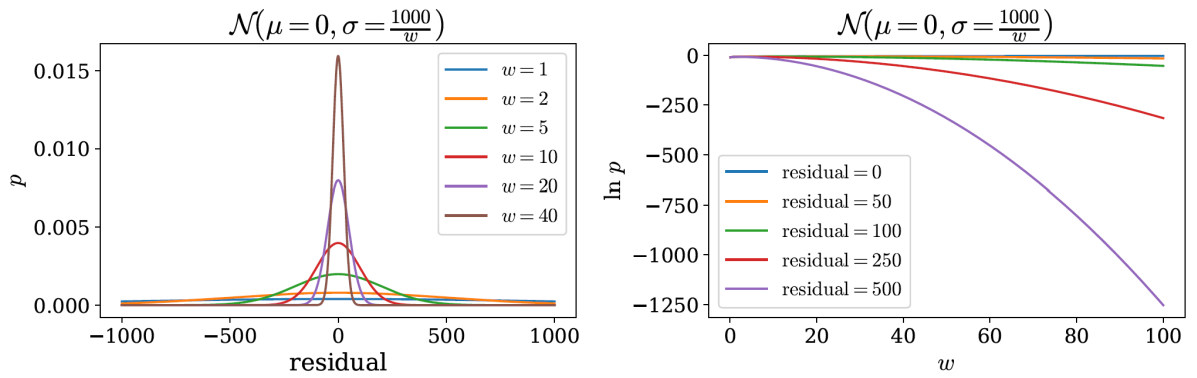 𝒩(μ = 0, σ = 1000/w)
0.015
0.010
0.005
0.000
p
−1000
−500
0
500
1000
residual
w = 1
w = 2
w = 5
w = 10
w = 20
w = 40
𝒩(μ = 0, σ = 1000/w)
0
−250
−500
−750
−1000
−1250
ln p
0
20
40
60
80
100
w
residual = 0
residual = 50
residual = 100
residual = 250
residual = 500